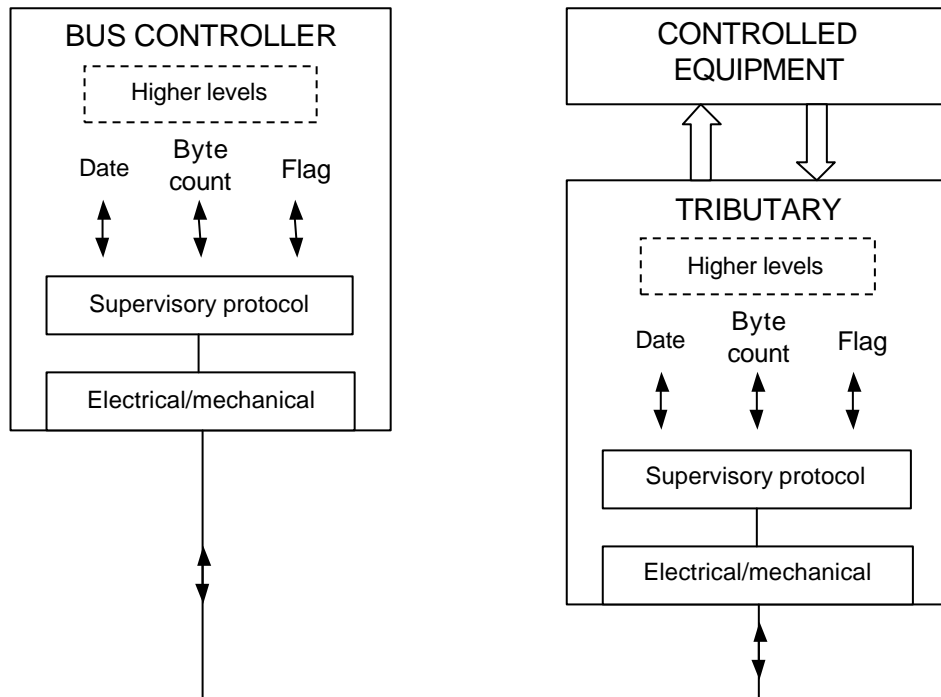 BUS CONTROLLER
Higher levels
Date
Byte
count
Flag
Supervisory protocol
Electrical/mechanical
CONTROLLED
EQUIPMENT
TRIBUTARY
Higher levels
Date
Byte
count
Flag
Supervisory protocol
Electrical/mechanical